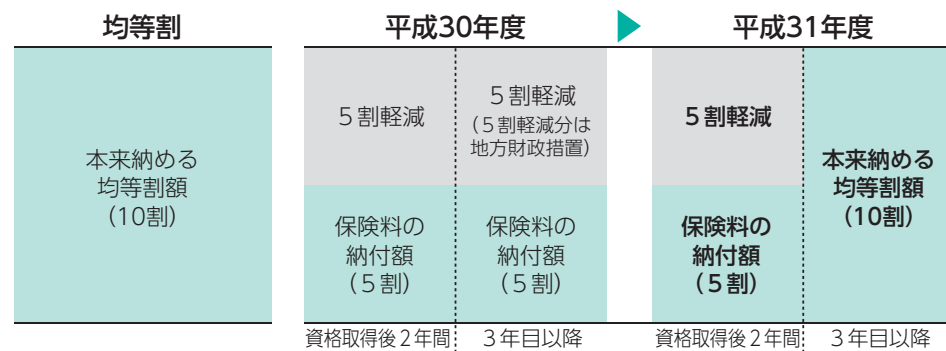 均等割
本来納める
均等割額
（10割）
平成30年度
５割軽減
保険料の
納付額
（５割）
資格取得後２年間
５割軽減
（５割軽減分は
地方財政措置）
保険料の
納付額
（５割）
３年目以降
平成31年度
５割軽減
保険料の
納付額
（５割）
資格取得後２年間
本来納める
均等割額
（10割）
３年目以降